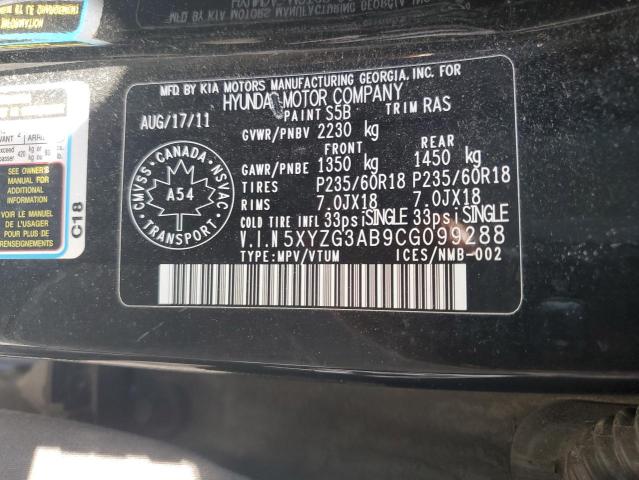 MFD BY KIA MOTORS MANUFACTURING GEORGIA, INC. FOR
HYUNDAI MOTOR COMPANY
AUG/17/11
PAINT S5B
TRIM RAS
GVWR/PNBV 2230 kg
FRONT
REAR
GAWR/PNBE 1350 kg
1450 kg
TIRES P235/60R18 P235/60R18
RIMS 7.0JX18 7.0JX18
COLD TIRE INFL 33psi SINGLE 33psi SINGLE
V.I.N 5XYZG3AB9CG099288
TYPE:MPV/VTUM
ICES/NMB-002
CMVSS CANADA NSVAC
A54
TRANSPORT
SEE OWNER'S
MANUAL FOR
ADDITIONAL
INFORMATION
VOIR LE MANUEL
DE L'USAGER
POUR PLUS DE
RENSEIGNEMENTS
C18